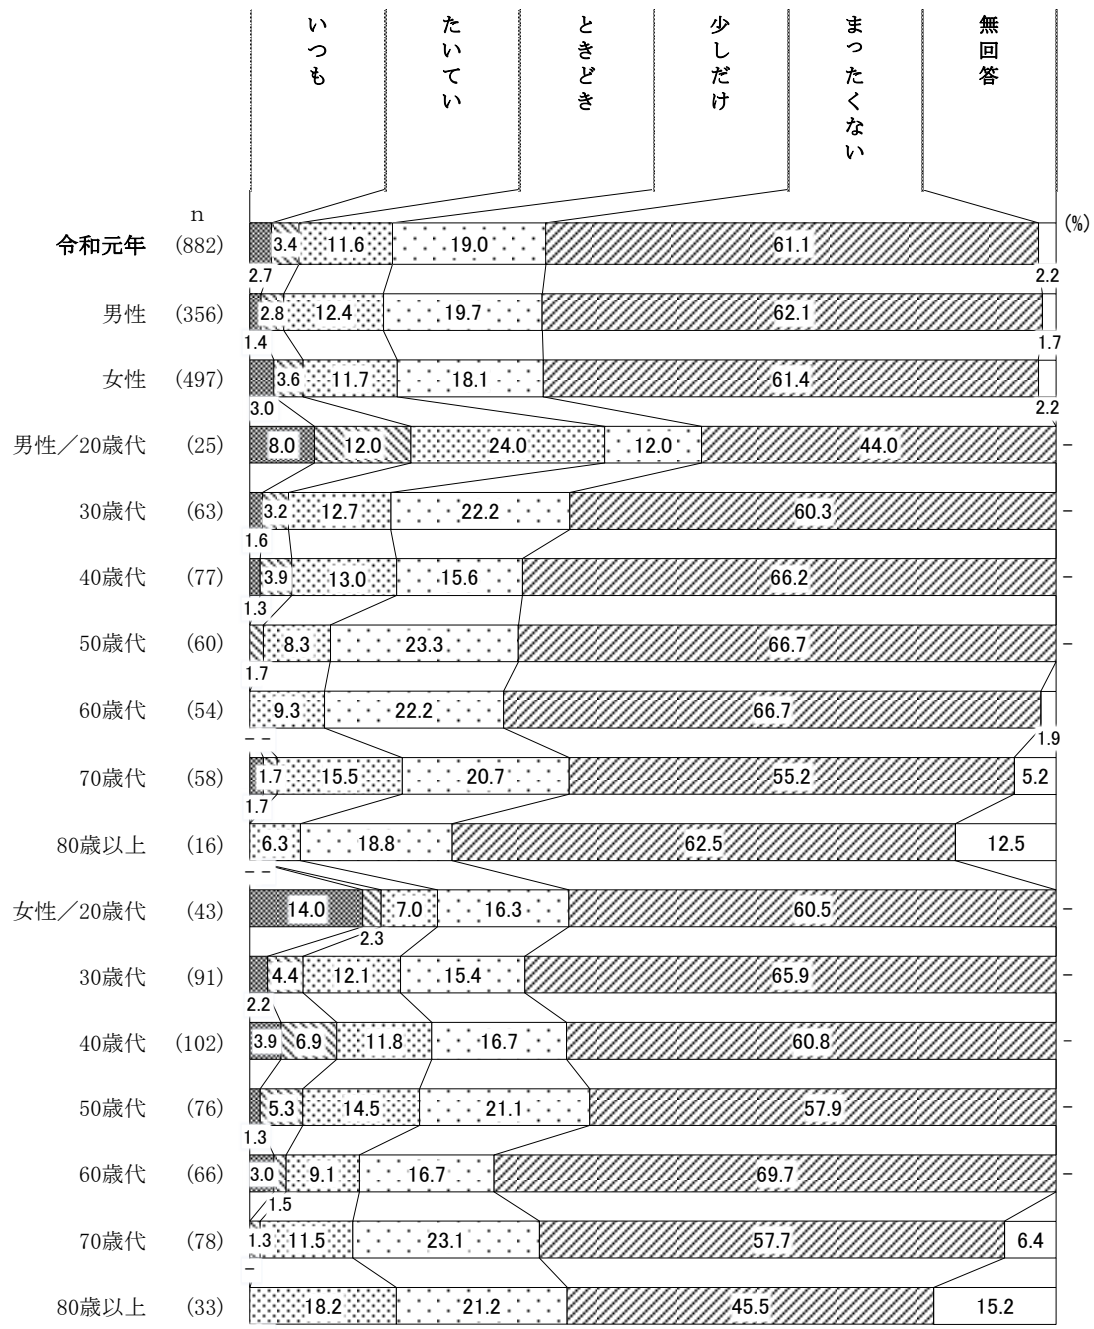 いつも
たいてい
ときどき
少しだけ
まったくない
無回答
n
(%)
令和元年 (882) 3.4 11.6 19.0 61.1
2.7 2.2
男性 (356) 2.8 12.4 19.7 62.1
1.4 1.7
女性 (497) 3.6 11.7 18.1 61.4
3.0 2.2
男性／20歳代 (25) 8.0 12.0 24.0 12.0 44.0 -
30歳代 (63) 3.2 12.7 22.2 60.3 -
1.6
40歳代 (77) 3.9 13.0 15.6 66.2 -
1.3
50歳代 (60) 8.3 23.3 66.7 -
1.7
60歳代 (54) 9.3 22.2 66.7
- - 1.9
70歳代 (58) 1.7 15.5 20.7 55.2 5.2
1.7
80歳以上 (16) 6.3 18.8 62.5 12.5
- -
女性／20歳代 (43) 14.0 7.0 16.3 60.5 -
2.3
30歳代 (91) 4.4 12.1 15.4 65.9 -
2.2
40歳代 (102) 3.9 6.9 11.8 16.7 60.8 -
50歳代 (76) 5.3 14.5 21.1 57.9 -
1.3
60歳代 (66) 3.0 9.1 16.7 69.7 -
1.5
70歳代 (78) 1.3 11.5 23.1 57.7 6.4
-
80歳以上 (33) 18.2 21.2 45.5 15.2